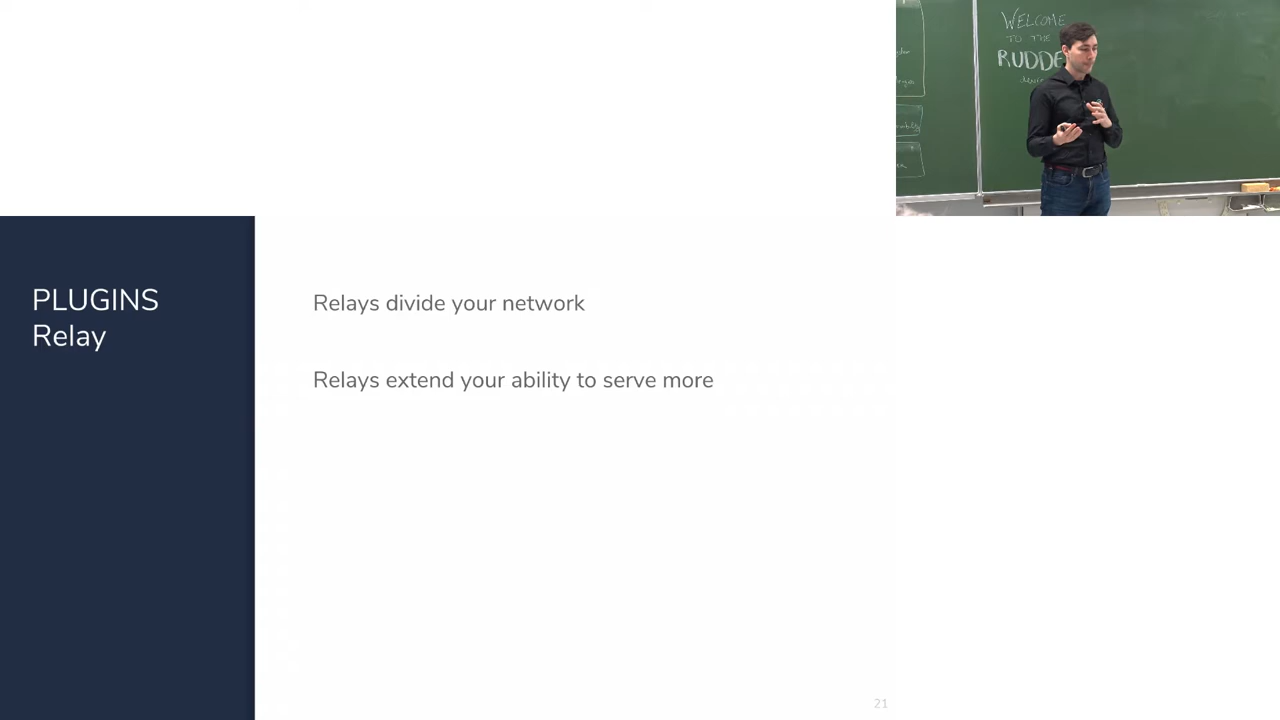 WELCOME
TO THE
RUDDE
PLUGINS
Relay
Relays divide your network
Relays extend your ability to serve more
21